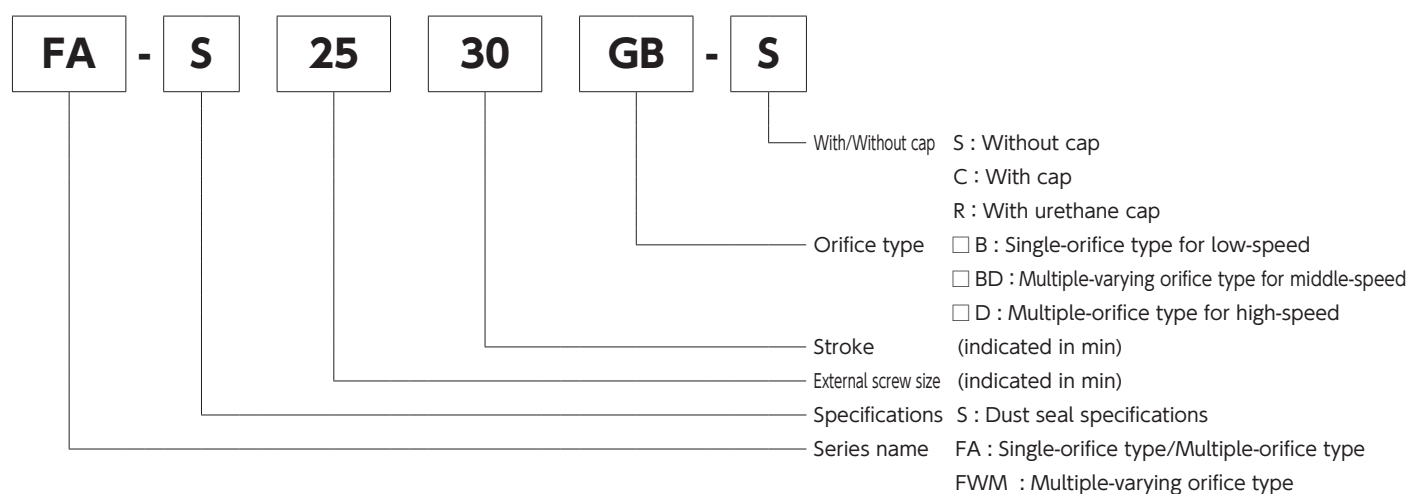 FA - S 25 30 GB - S
With/Without cap S : Without cap
C : With cap
R : With urethane cap
Orifice type □ B : Single-orifice type for low-speed
□ BD : Multiple-varying orifice type for middle-speed
□ D : Multiple-orifice type for high-speed
Stroke (indicated in min)
External screw size (indicated in min)
Specifications S : Dust seal specifications
Series name FA : Single-orifice type/Multiple-orifice type
FWM : Multiple-varying orifice type